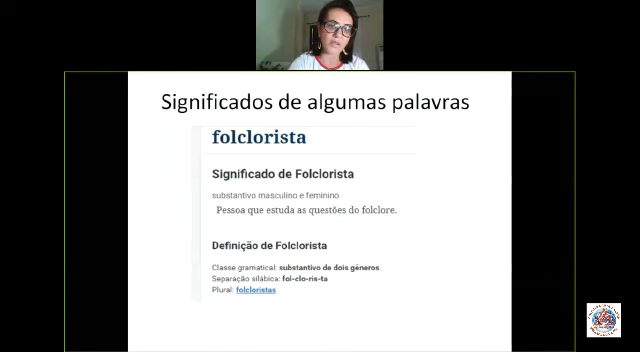 Significados de algumas palavras
folclorista
Significado de Folclorista
substantivo masculino e feminino
Pessoa que estuda as questões do folclore.
Definição de Folclorista
Classe gramatical: substantivo de dois géneros
Separação silábica: fol-clo-ris-ta
Plural: folcloristas